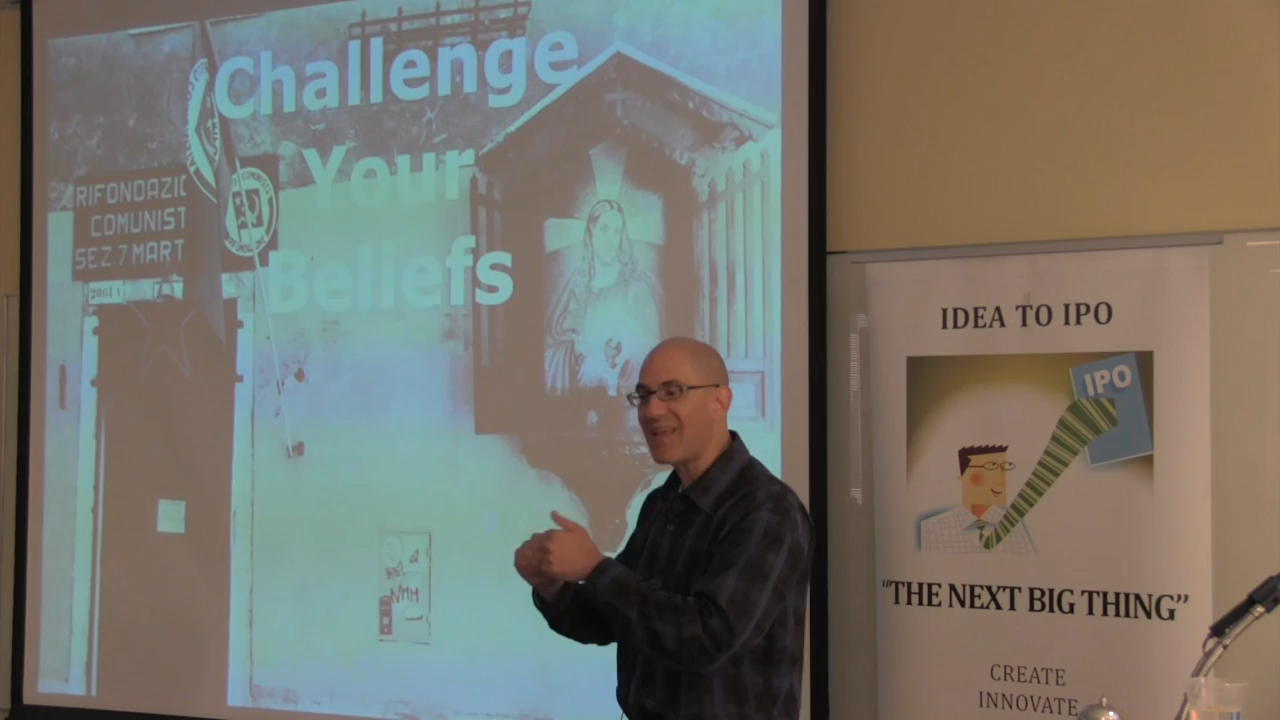 Challenge
Your
Beliefs
RIFONDAZIO
COMUNIST
SEZ. 7 MART
IDEA TO IPO
IPO
"THE NEXT BIG THING"
CREATE
INNOVATE